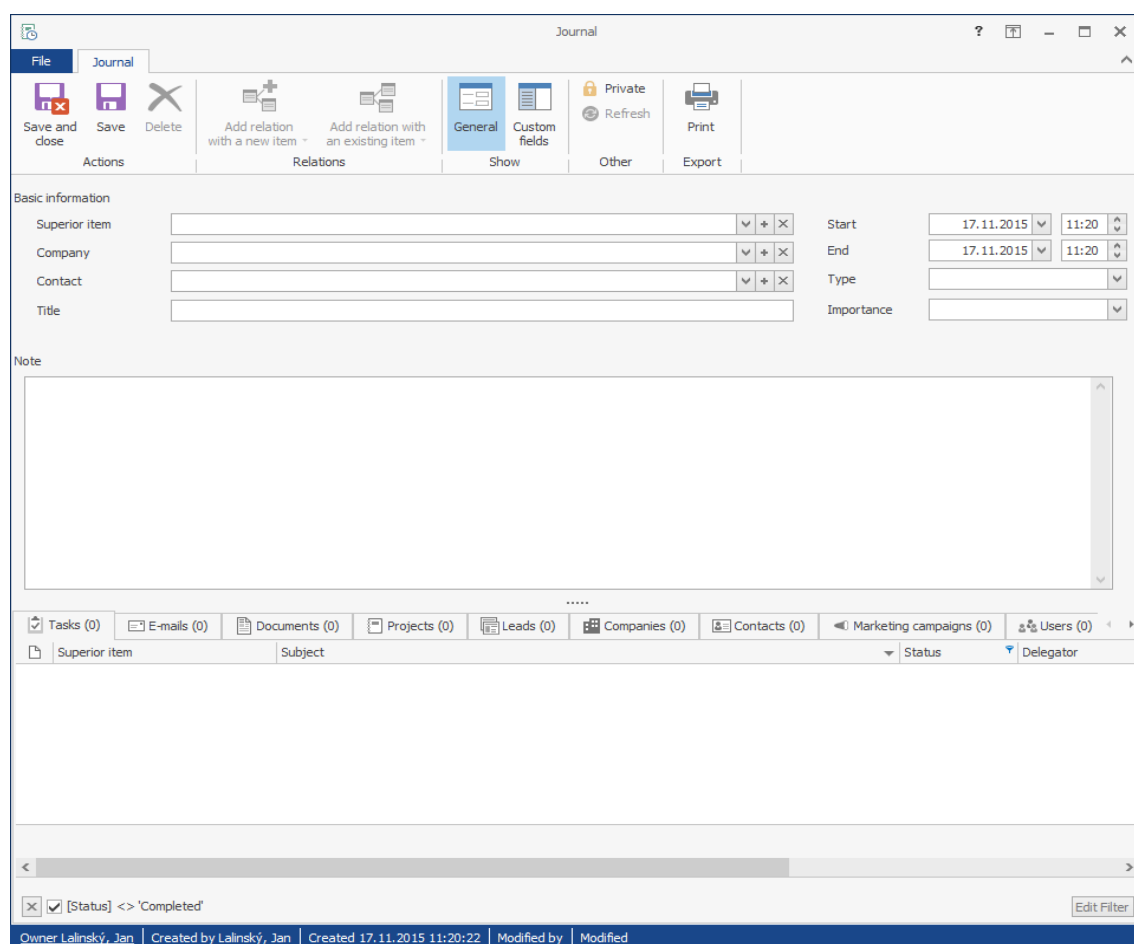 Journal
?
File Journal
Save and close
Save
Delete
Add relation with a new item
Add relation with an existing item
General
Custom fields
Private
Refresh
Print
Actions Relations Show Other Export
Basic information
Superior item
Start 17.11.2015 11:20
Company
End 17.11.2015 11:20
Contact
Type
Title
Importance
Note
Tasks (0) E-mails (0) Documents (0) Projects (0) Leads (0) Companies (0) Contacts (0) Marketing campaigns (0) Users (0)
Superior item Subject Status Delegator
[Status] <> 'Completed' Edit Filter
Owner Lalinský, Jan Created by Lalinský, Jan Created 17.11.2015 11:20:22 Modified by Modified